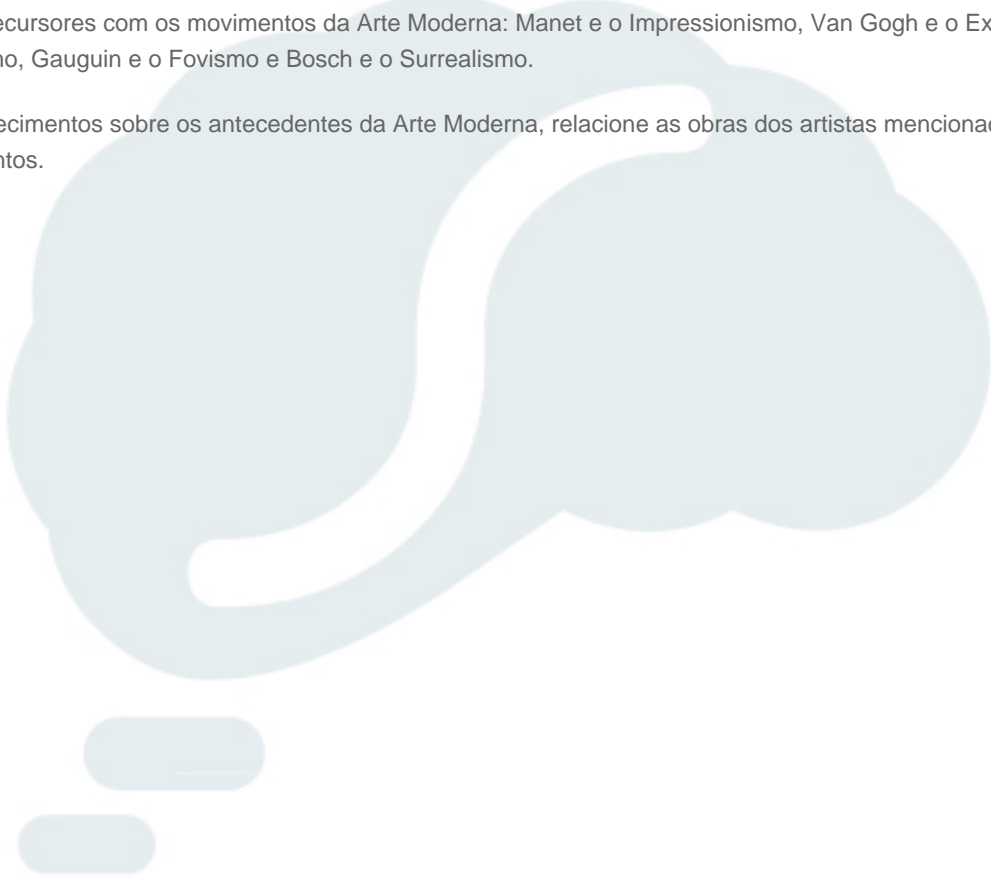 ecursores com os movimentos da Arte Moderna: Manet e o Impressionismo, Van Gogh e o Ex
no, Gauguin e o Fovismo e Bosch e o Surrealismo.
ecimentos sobre os antecedentes da Arte Moderna, relacione as obras dos artistas mencionad
ntos.